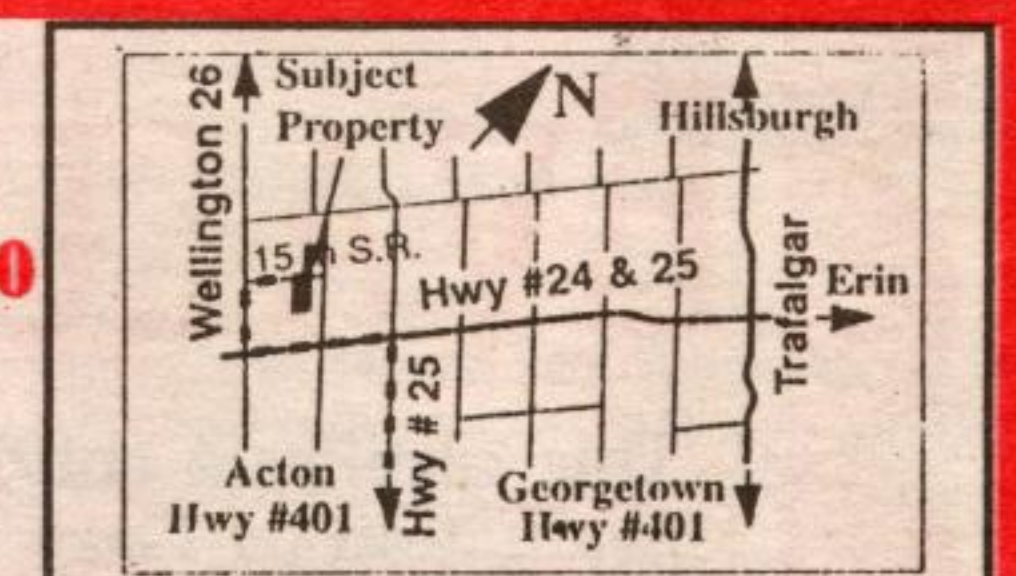 Wellington 26
Subject
Property
N
Hillsburgh
15 S.R.
Hwy #24 & 25
Trafalgar
Erin
0
Hwy # 25
Acton
Hwy #401
Georgetown
Hwy #401